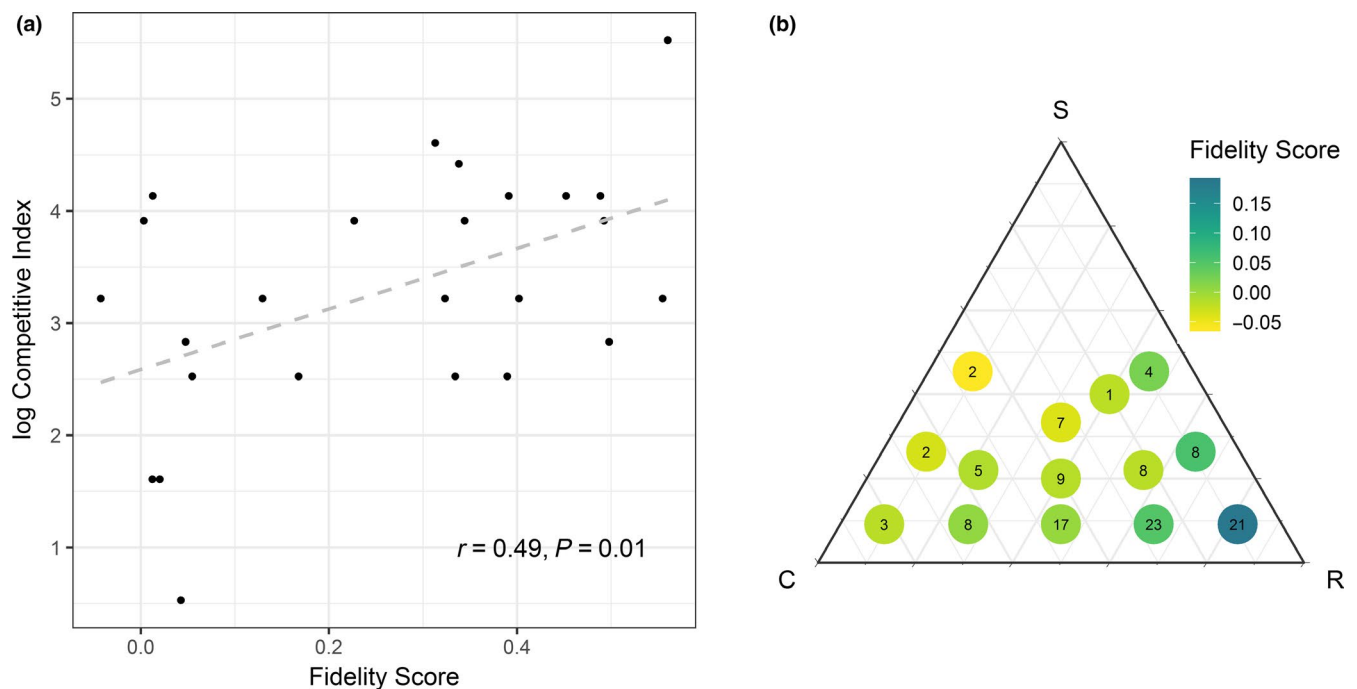 (a)
5
4
3
2
1
log Competitive Index
r = 0.49, P = 0.01
0.0 0.2 0.4
Fidelity Score
(b)
S
Fidelity Score
0.15
0.10
0.05
0.00
−0.05
2 4
1
7
2 8
5 9 8
3 8 17 23 21
C R